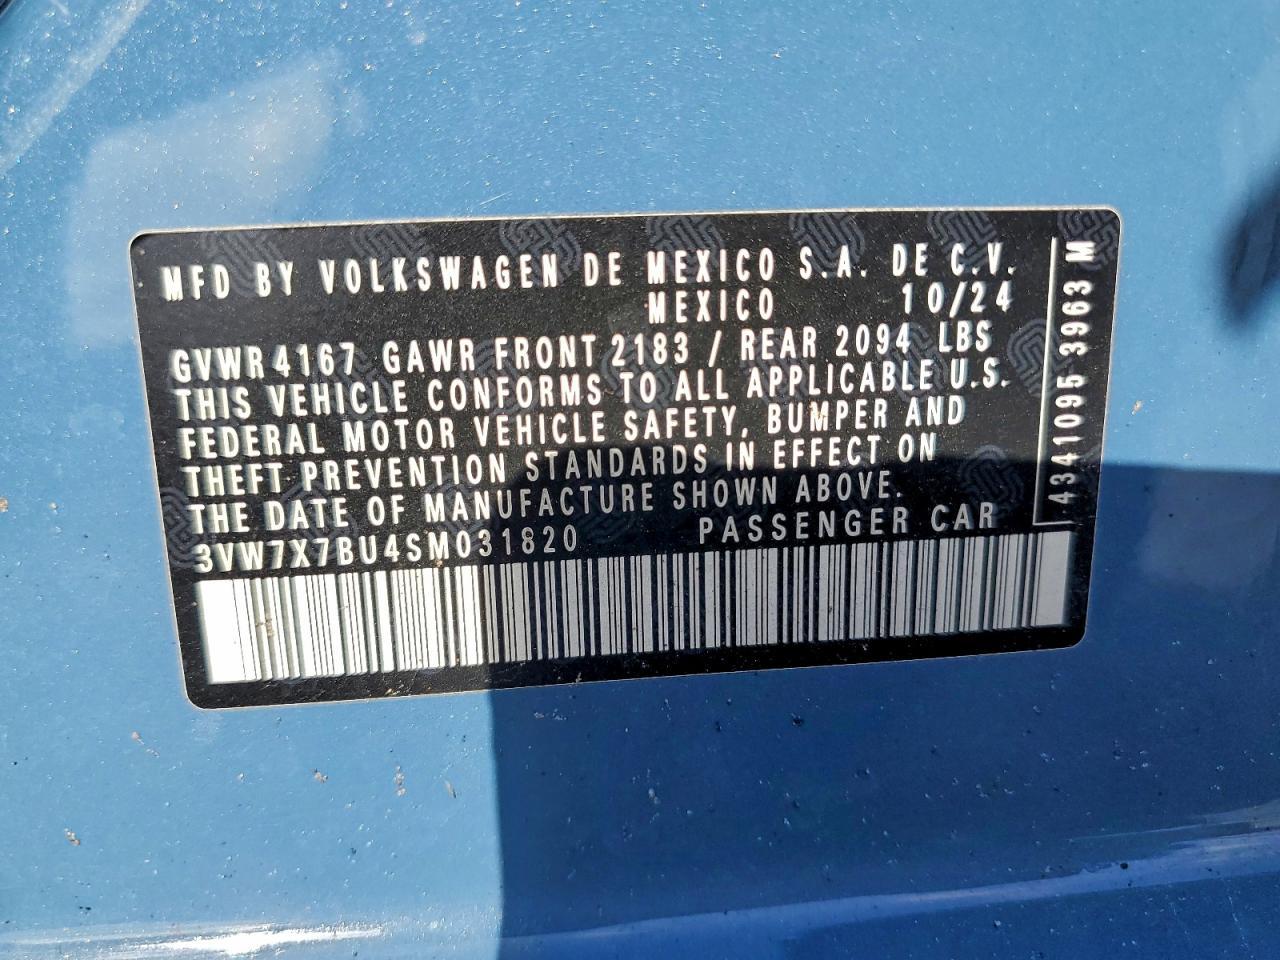 MFD BY VOLKSWAGEN DE MEXICO S.A. DE C.V.
MEXICO 10/24
GVWR 4167 GAWR FRONT 2183 / REAR 2094 LBS
THIS VEHICLE CONFORMS TO ALL APPLICABLE U.S.
FEDERAL MOTOR VEHICLE SAFETY, BUMPER AND
THEFT PREVENTION STANDARDS IN EFFECT ON
THE DATE OF MANUFACTURE SHOWN ABOVE.
3VW7X7BU4SM031820 PASSENGER CAR
4341095 3963 M